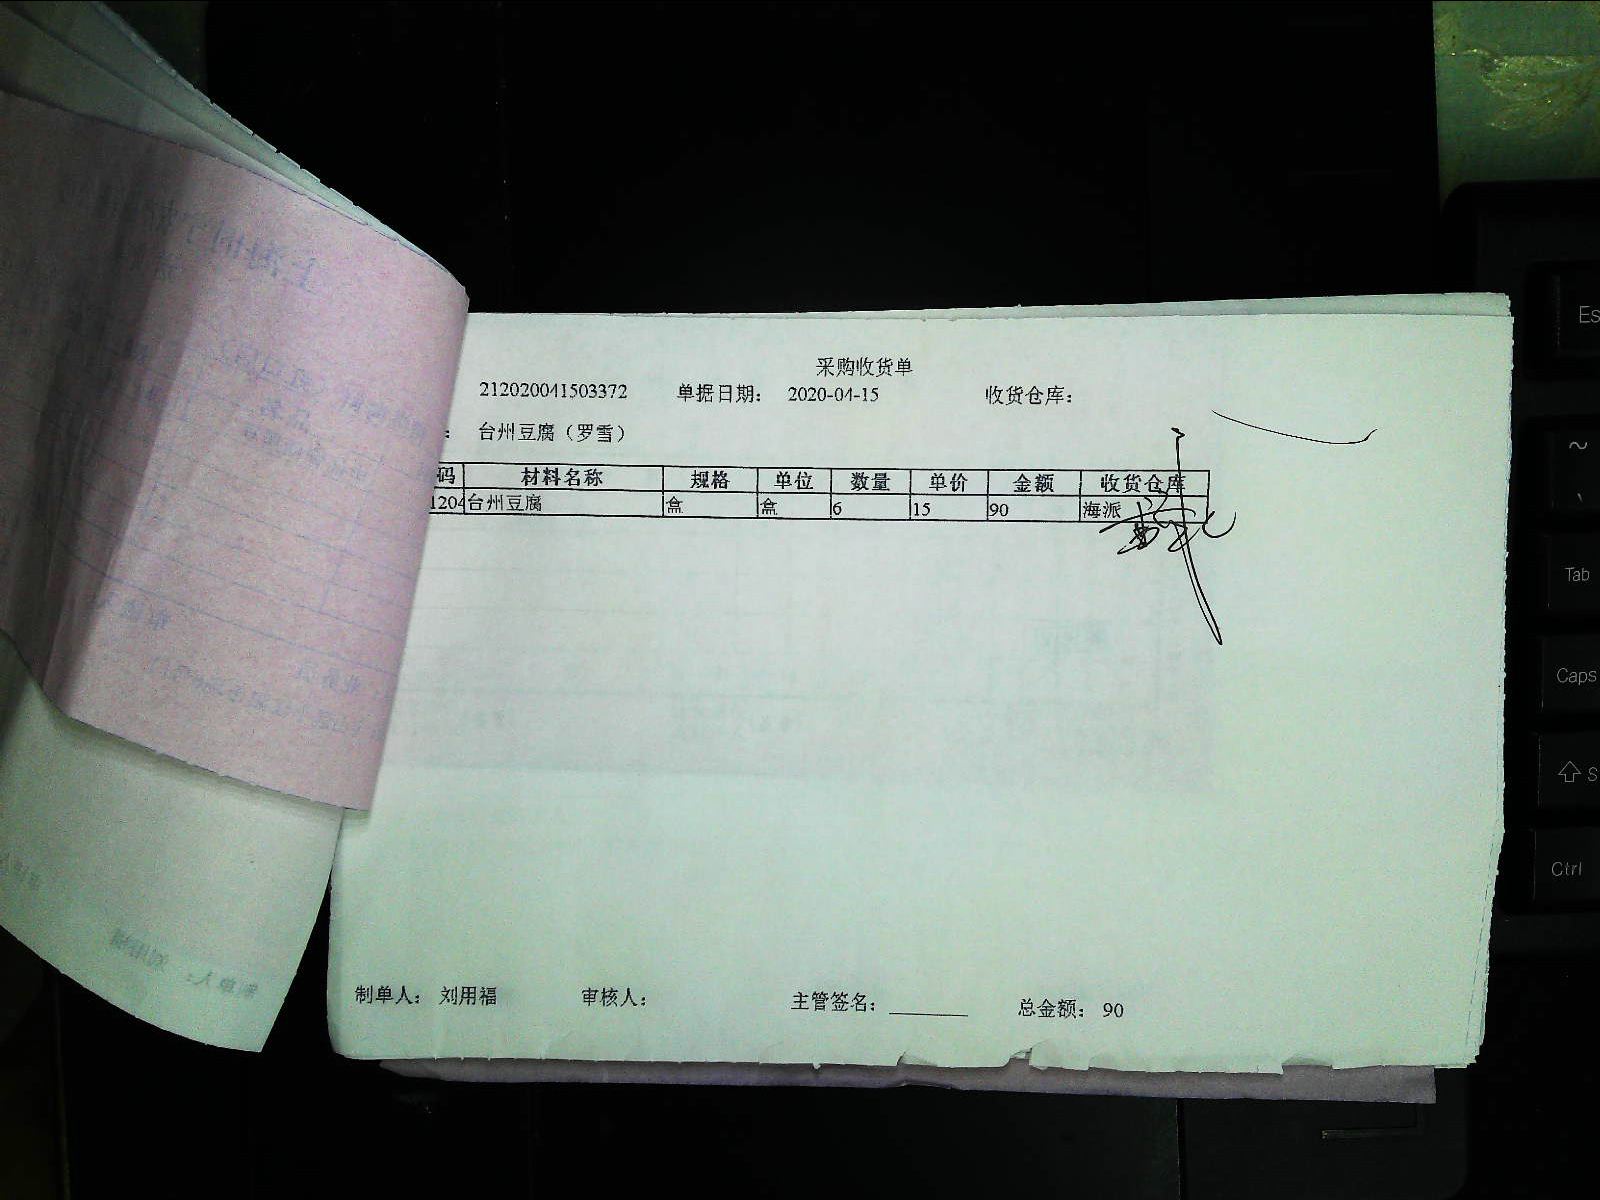 采购收货单
212020041503372 单据日期： 2020-04-15 收货仓库：
： 台州豆腐（罗雪）
码 材料名称 规格 单位 数量 单价 金额 收货仓库
1204 台州豆腐 盒 盒 6 15 90 海派
制单人： 刘用福 审核人： 主管签名： ________ 总金额： 90
Es
~
Tab
Caps
S
Ctrl